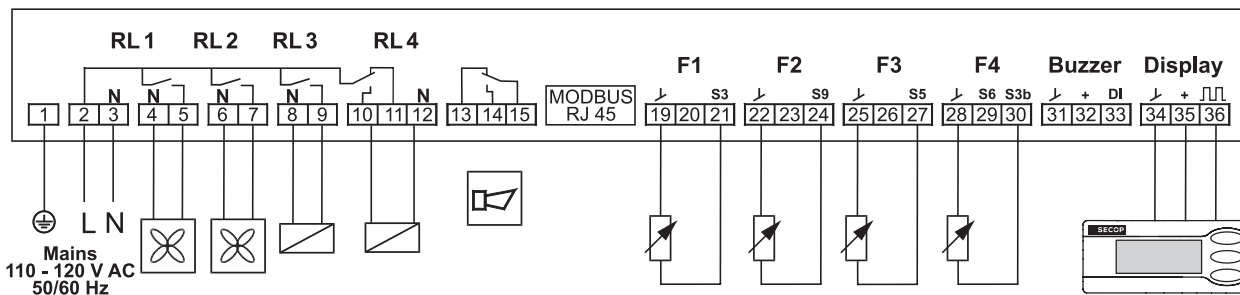 RL 1 RL 2 RL 3 RL 4
F1 F2 F3 F4 Buzzer Display
N N N N N S3 S9 S5 S6 S3b + DI +
1 2 3 4 5 6 7 8 9 10 11 12 13 14 15 MODBUS 19 20 21 22 23 24 25 26 27 28 29 30 31 32 33 34 35 36
RJ 45
L N
Mains
110 - 120 V AC
50/60 Hz
SECOP